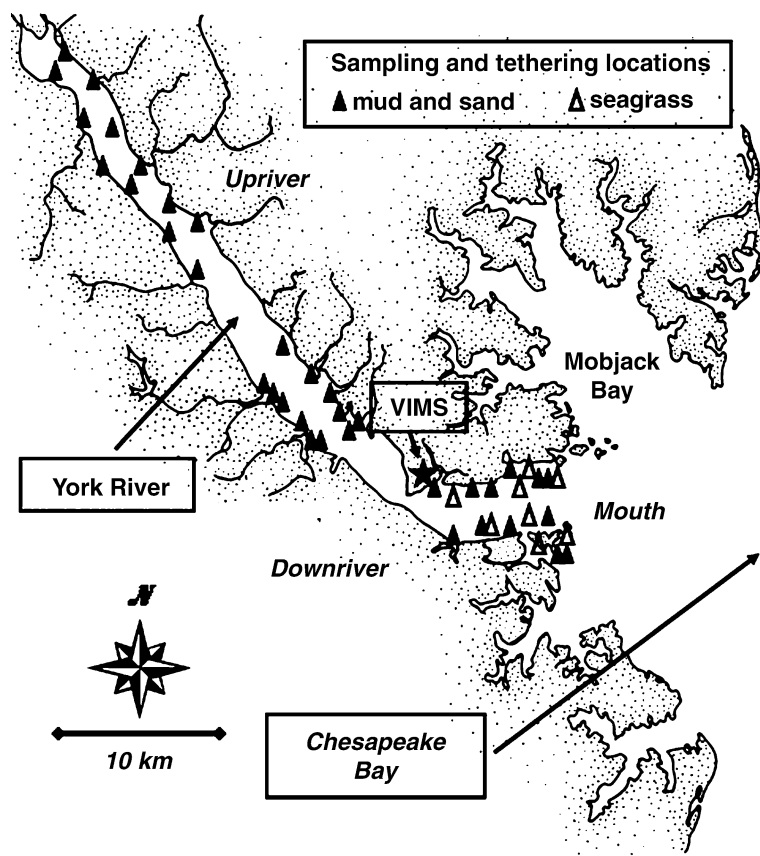 Sampling and tethering locations
mud and sand
seagrass
Upriver
Mobjack
Bay
VIMS
York River
Mouth
Downriver
N
10 km
Chesapeake
Bay